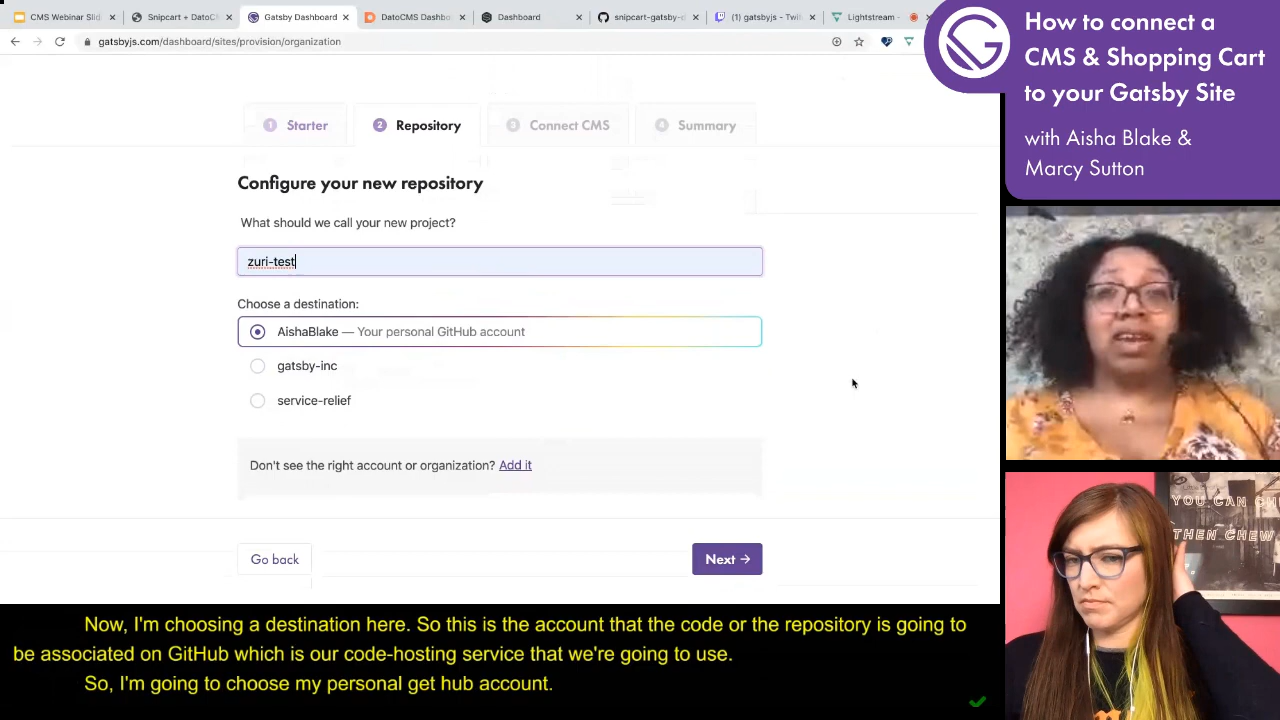 CMS Webinar Slid
Snipcart + DatoC
Gatsby Dashboard
DatoCMS Dashbo
Dashboard
snipcart-gatsby-d
(1) gatsbyjs - Twi
Lightstream -
gatsbyjs.com/dashboard/sites/provision/organization
How to connect a
CMS & Shopping Cart
to your Gatsby Site
with Aisha Blake &
Marcy Sutton
1 Starter
2 Repository
3 Connect CMS
4 Summary
Configure your new repository
What should we call your new project?
zuri-test
Choose a destination:
AishaBlake — Your personal GitHub account
gatsby-inc
service-relief
Don't see the right account or organization? Add it
Go back
Next →
YOU CAN CHE
THEN CHEW
Now, I'm choosing a destination here. So this is the account that the code or the repository is going to
be associated on GitHub which is our code-hosting service that we're going to use.
So, I'm going to choose my personal get hub account.